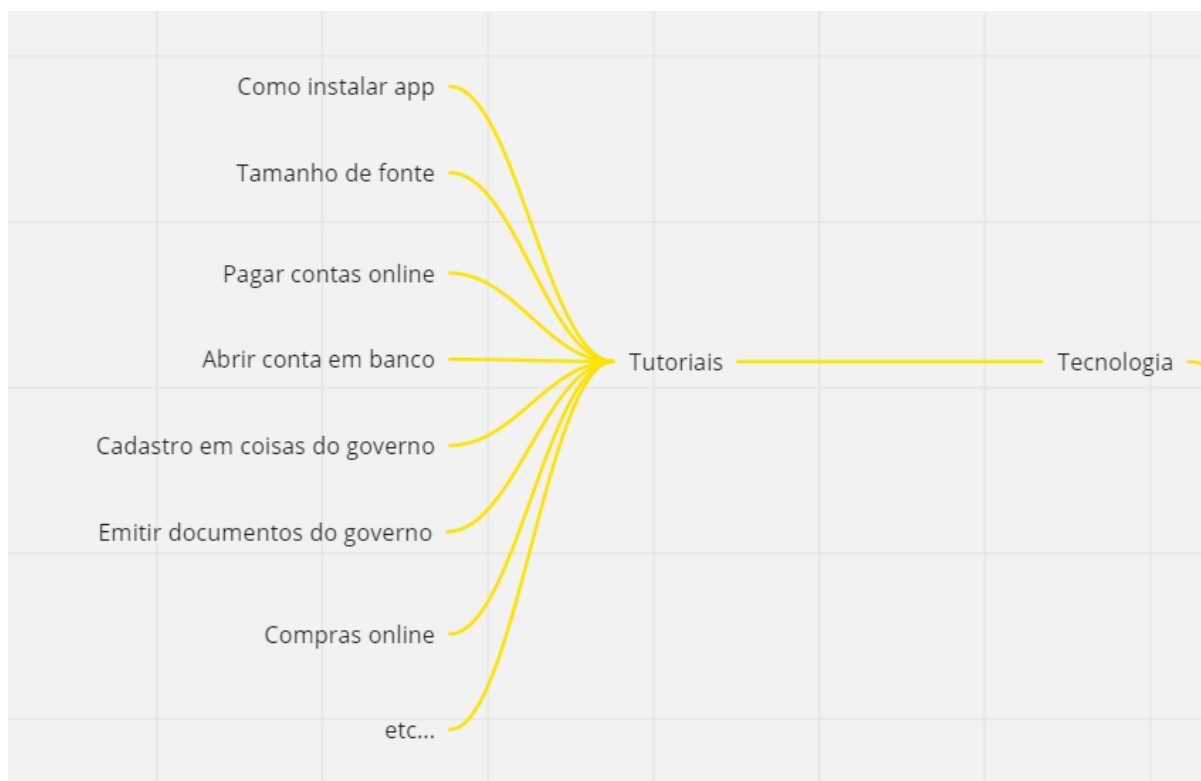 Como instalar app
Tamanho de fonte
Pagar contas online
Abrir conta em banco
Tutoriais
Tecnologia
Cadastro em coisas do governo
Emitir documentos do governo
Compras online
etc...